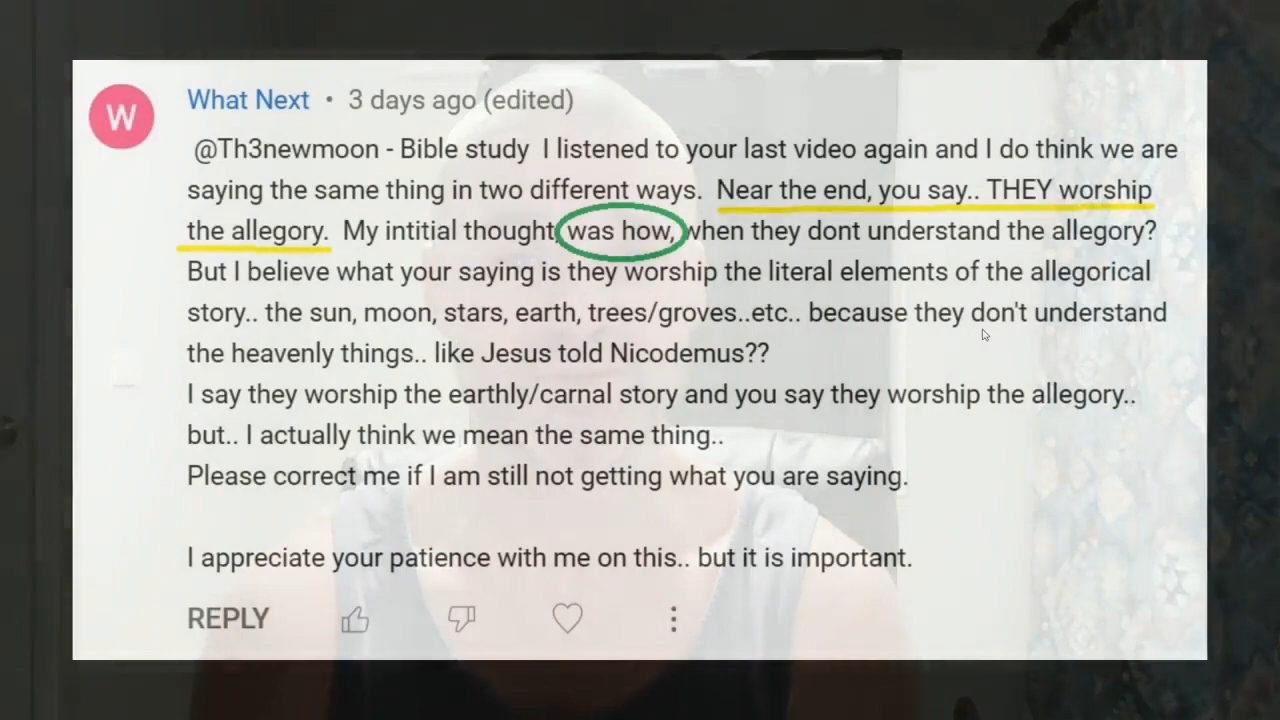 W
What Next • 3 days ago (edited)
@Th3newmoon - Bible study I listened to your last video again and I do think we are
saying the same thing in two different ways. Near the end, you say.. THEY worship
the allegory. My intitial thought was how, when they dont understand the allegory?
But I believe what your saying is they worship the literal elements of the allegorical
story.. the sun, moon, stars, earth, trees/groves..etc.. because they don't understand
the heavenly things.. like Jesus told Nicodemus??
I say they worship the earthly/carnal story and you say they worship the allegory..
but.. I actually think we mean the same thing..
Please correct me if I am still not getting what you are saying.
I appreciate your patience with me on this.. but it is important.
REPLY